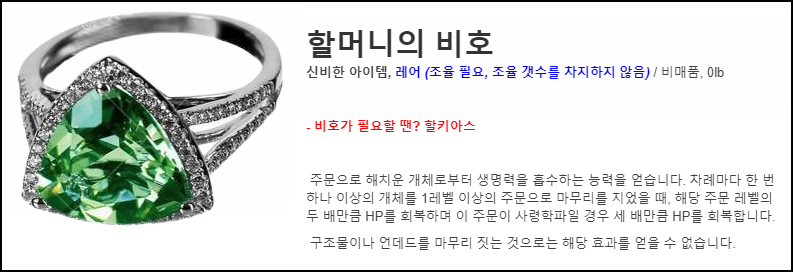 할머니의 비호
신비한 아이템, 레어 (조율 필요, 조율 갯수를 차지하지 않음) / 비매품, 0lb
- 비호가 필요할 땐? 할키아스
주문으로 해치운 개체로부터 생명력을 흡수하는 능력을 얻습니다. 차례마다 한 번
하나 이상의 개체를 1레벨 이상의 주문으로 마무리를 지었을 때, 해당 주문 레벨의
두 배만큼 HP를 회복하며 이 주문이 사령학파일 경우 세 배만큼 HP를 회복합니다.
구조물이나 언데드를 마무리 짓는 것으로는 해당 효과를 얻을 수 없습니다.